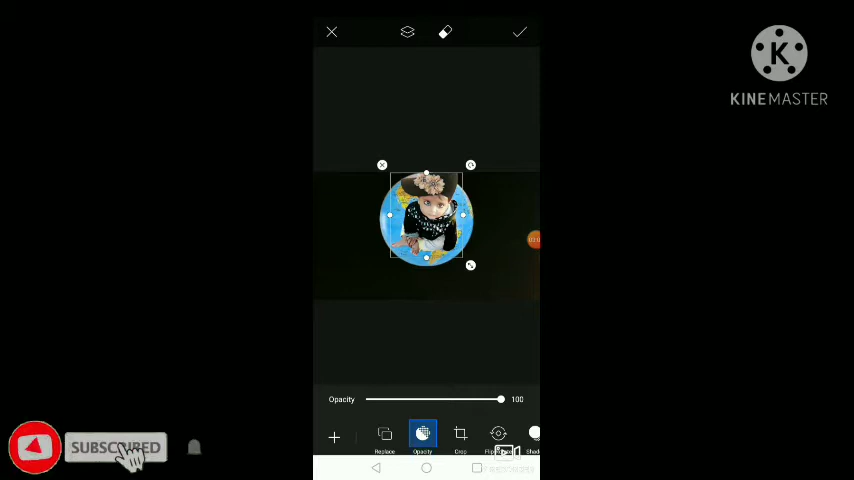 KINEMASTER
Opacity 100
Replace Opacity Crop
SUBSCRIBED